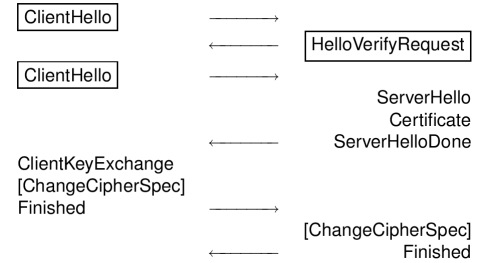 ClientHello
HelloVerifyRequest
ClientHello
ServerHello
Certificate
ServerHelloDone
ClientKeyExchange
[ChangeCipherSpec]
Finished
[ChangeCipherSpec]
Finished